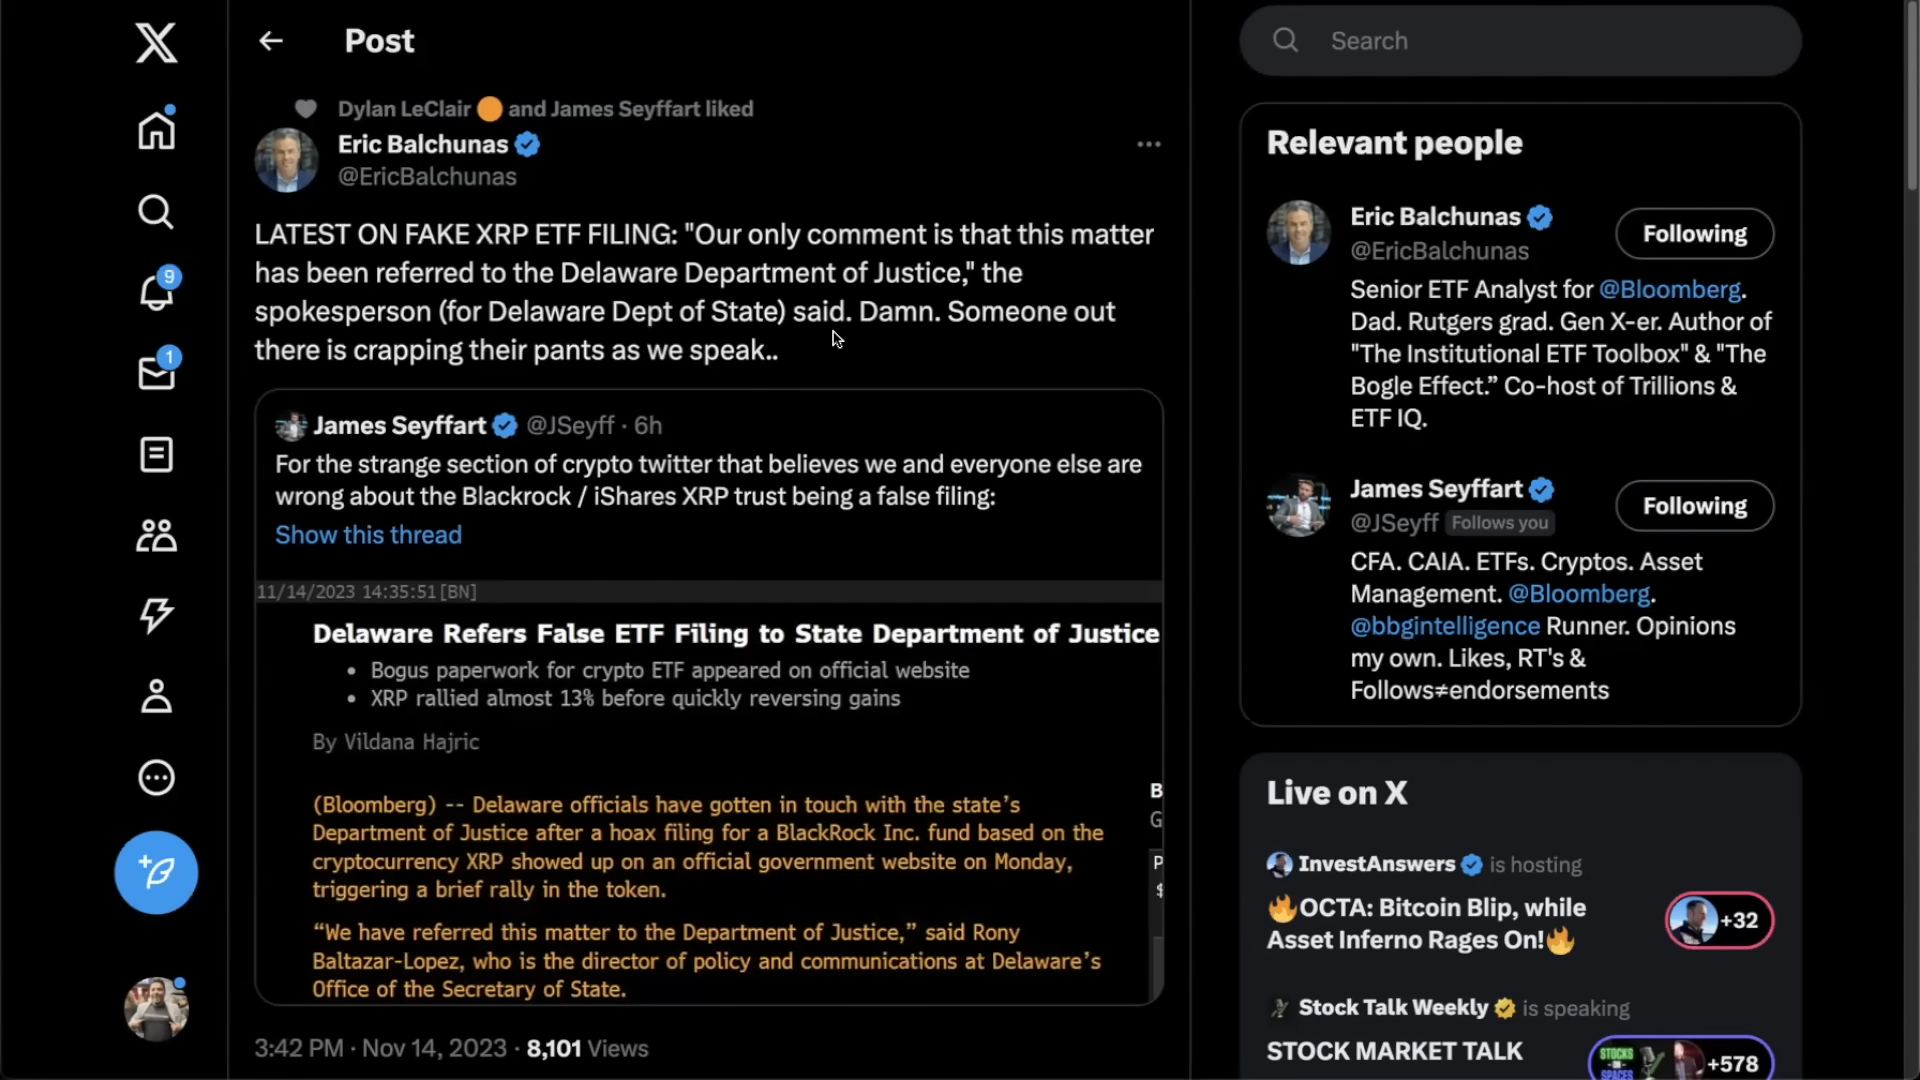 Post
Dylan LeClair and James Seyffart liked
Eric Balchunas
@EricBalchunas
LATEST ON FAKE XRP ETF FILING: "Our only comment is that this matter
has been referred to the Delaware Department of Justice," the
spokesperson (for Delaware Dept of State) said. Damn. Someone out
there is crapping their pants as we speak..
James Seyffart @JSeyff · 6h
For the strange section of crypto twitter that believes we and everyone else are
wrong about the Blackrock / iShares XRP trust being a false filing:
Show this thread
11/14/2023 14:35:51[BN]
Delaware Refers False ETF Filing to State Department of Justice
• Bogus paperwork for crypto ETF appeared on official website
• XRP rallied almost 13% before quickly reversing gains
By Vildana Hajric
(Bloomberg) -- Delaware officials have gotten in touch with the state's
Department of Justice after a hoax filing for a BlackRock Inc. fund based on the
cryptocurrency XRP showed up on an official government website on Monday,
triggering a brief rally in the token.
“We have referred this matter to the Department of Justice,” said Rony
Baltazar-Lopez, who is the director of policy and communications at Delaware's
Office of the Secretary of State.
B
G
P
$
3:42 PM · Nov 14, 2023 · 8,101 Views
9
1
Search
Relevant people
Eric Balchunas
@EricBalchunas
Following
Senior ETF Analyst for @Bloomberg.
Dad. Rutgers grad. Gen X-er. Author of
"The Institutional ETF Toolbox" & "The
Bogle Effect.” Co-host of Trillions &
ETF IQ.
James Seyffart
@JSeyff Follows you
Following
CFA. CAIA. ETFs. Cryptos. Asset
Management. @Bloomberg.
@bbgintelligence Runner. Opinions
my own. Likes, RT's &
Follows≠endorsements
Live on X
InvestAnswers is hosting
🔥OCTA: Bitcoin Blip, while
Asset Inferno Rages On!🔥
+32
Stock Talk Weekly is speaking
STOCK MARKET TALK
STOCKS
SPACES
+578